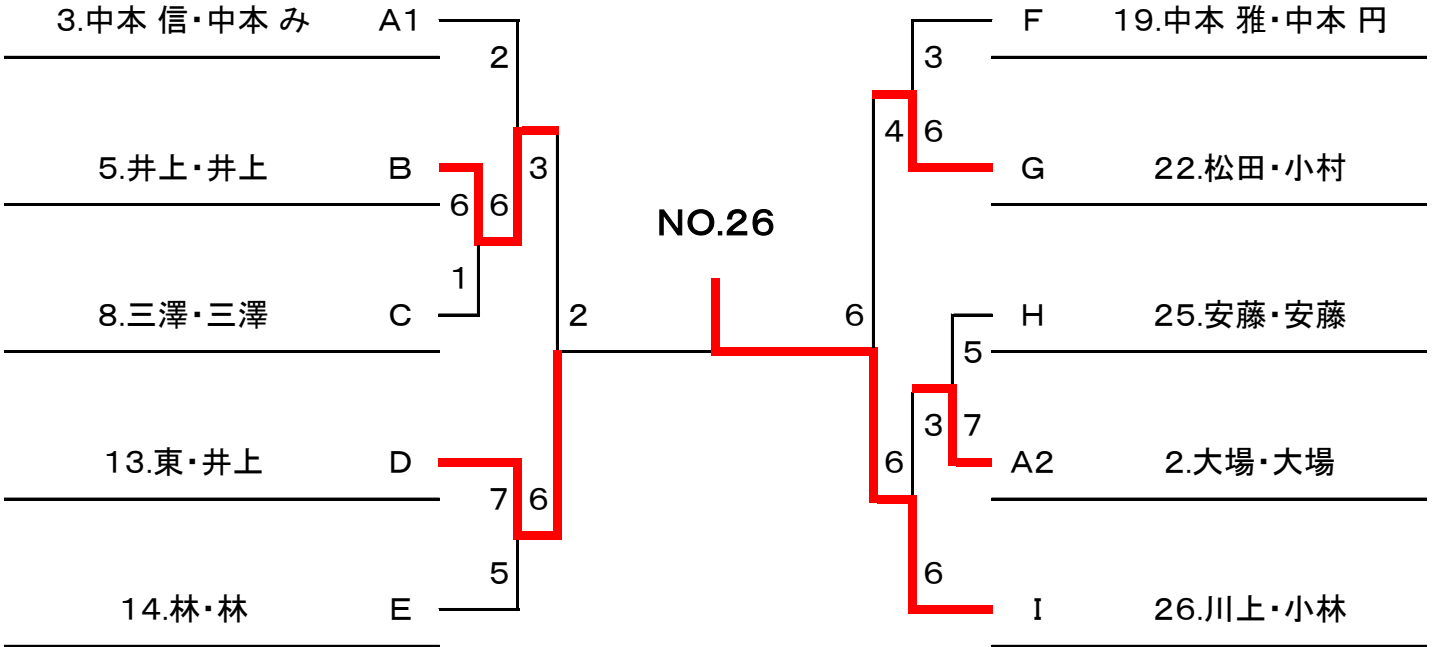 3.中本 信・中本 み A1
F 19.中本 雅・中本 円
2
3
4 6
5.井上・井上 B
3
G 22.松田・小村
6 6
NO.26
1
8.三澤・三澤 C
2
6
H 25.安藤・安藤
5
3 7
13.東・井上 D
6
A2 2.大場・大場
7 6
5
6
14.林・林 E
I 26.川上・小林